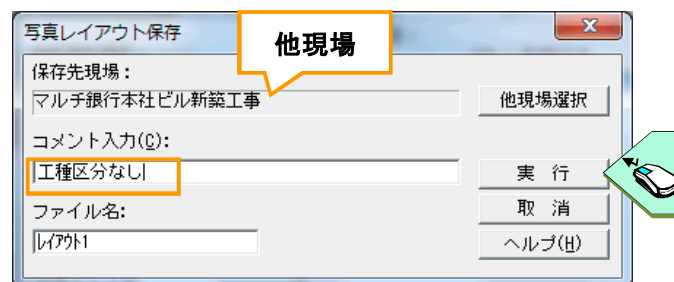 写真レイアウト保存
他現場
保存先現場：
マルチ銀行本社ビル新築工事
他現場選択
コメント入力(C):
工種区分なし
実 行
ファイル名:
取 消
ﾚｲｱｳﾄ1
ヘルプ(H)